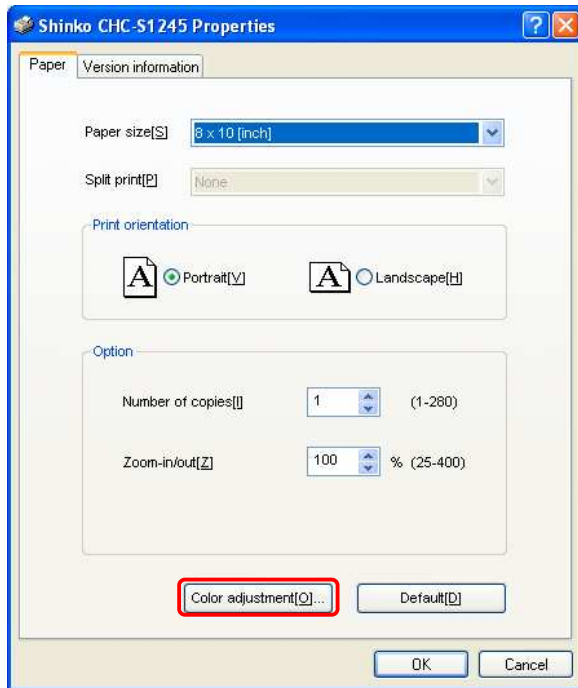 Shinko CHC-S1245 Properties
Paper
Version information
Paper size[S]
8 x 10 [inch]
Split print[P]
None
Print orientation
A
Portrait[V]
A
Landscape[H]
Option
Number of copies[I]
1
(1-280)
Zoom-in/out[Z]
100
% (25-400)
Color adjustment[O]...
Default[D]
OK
Cancel